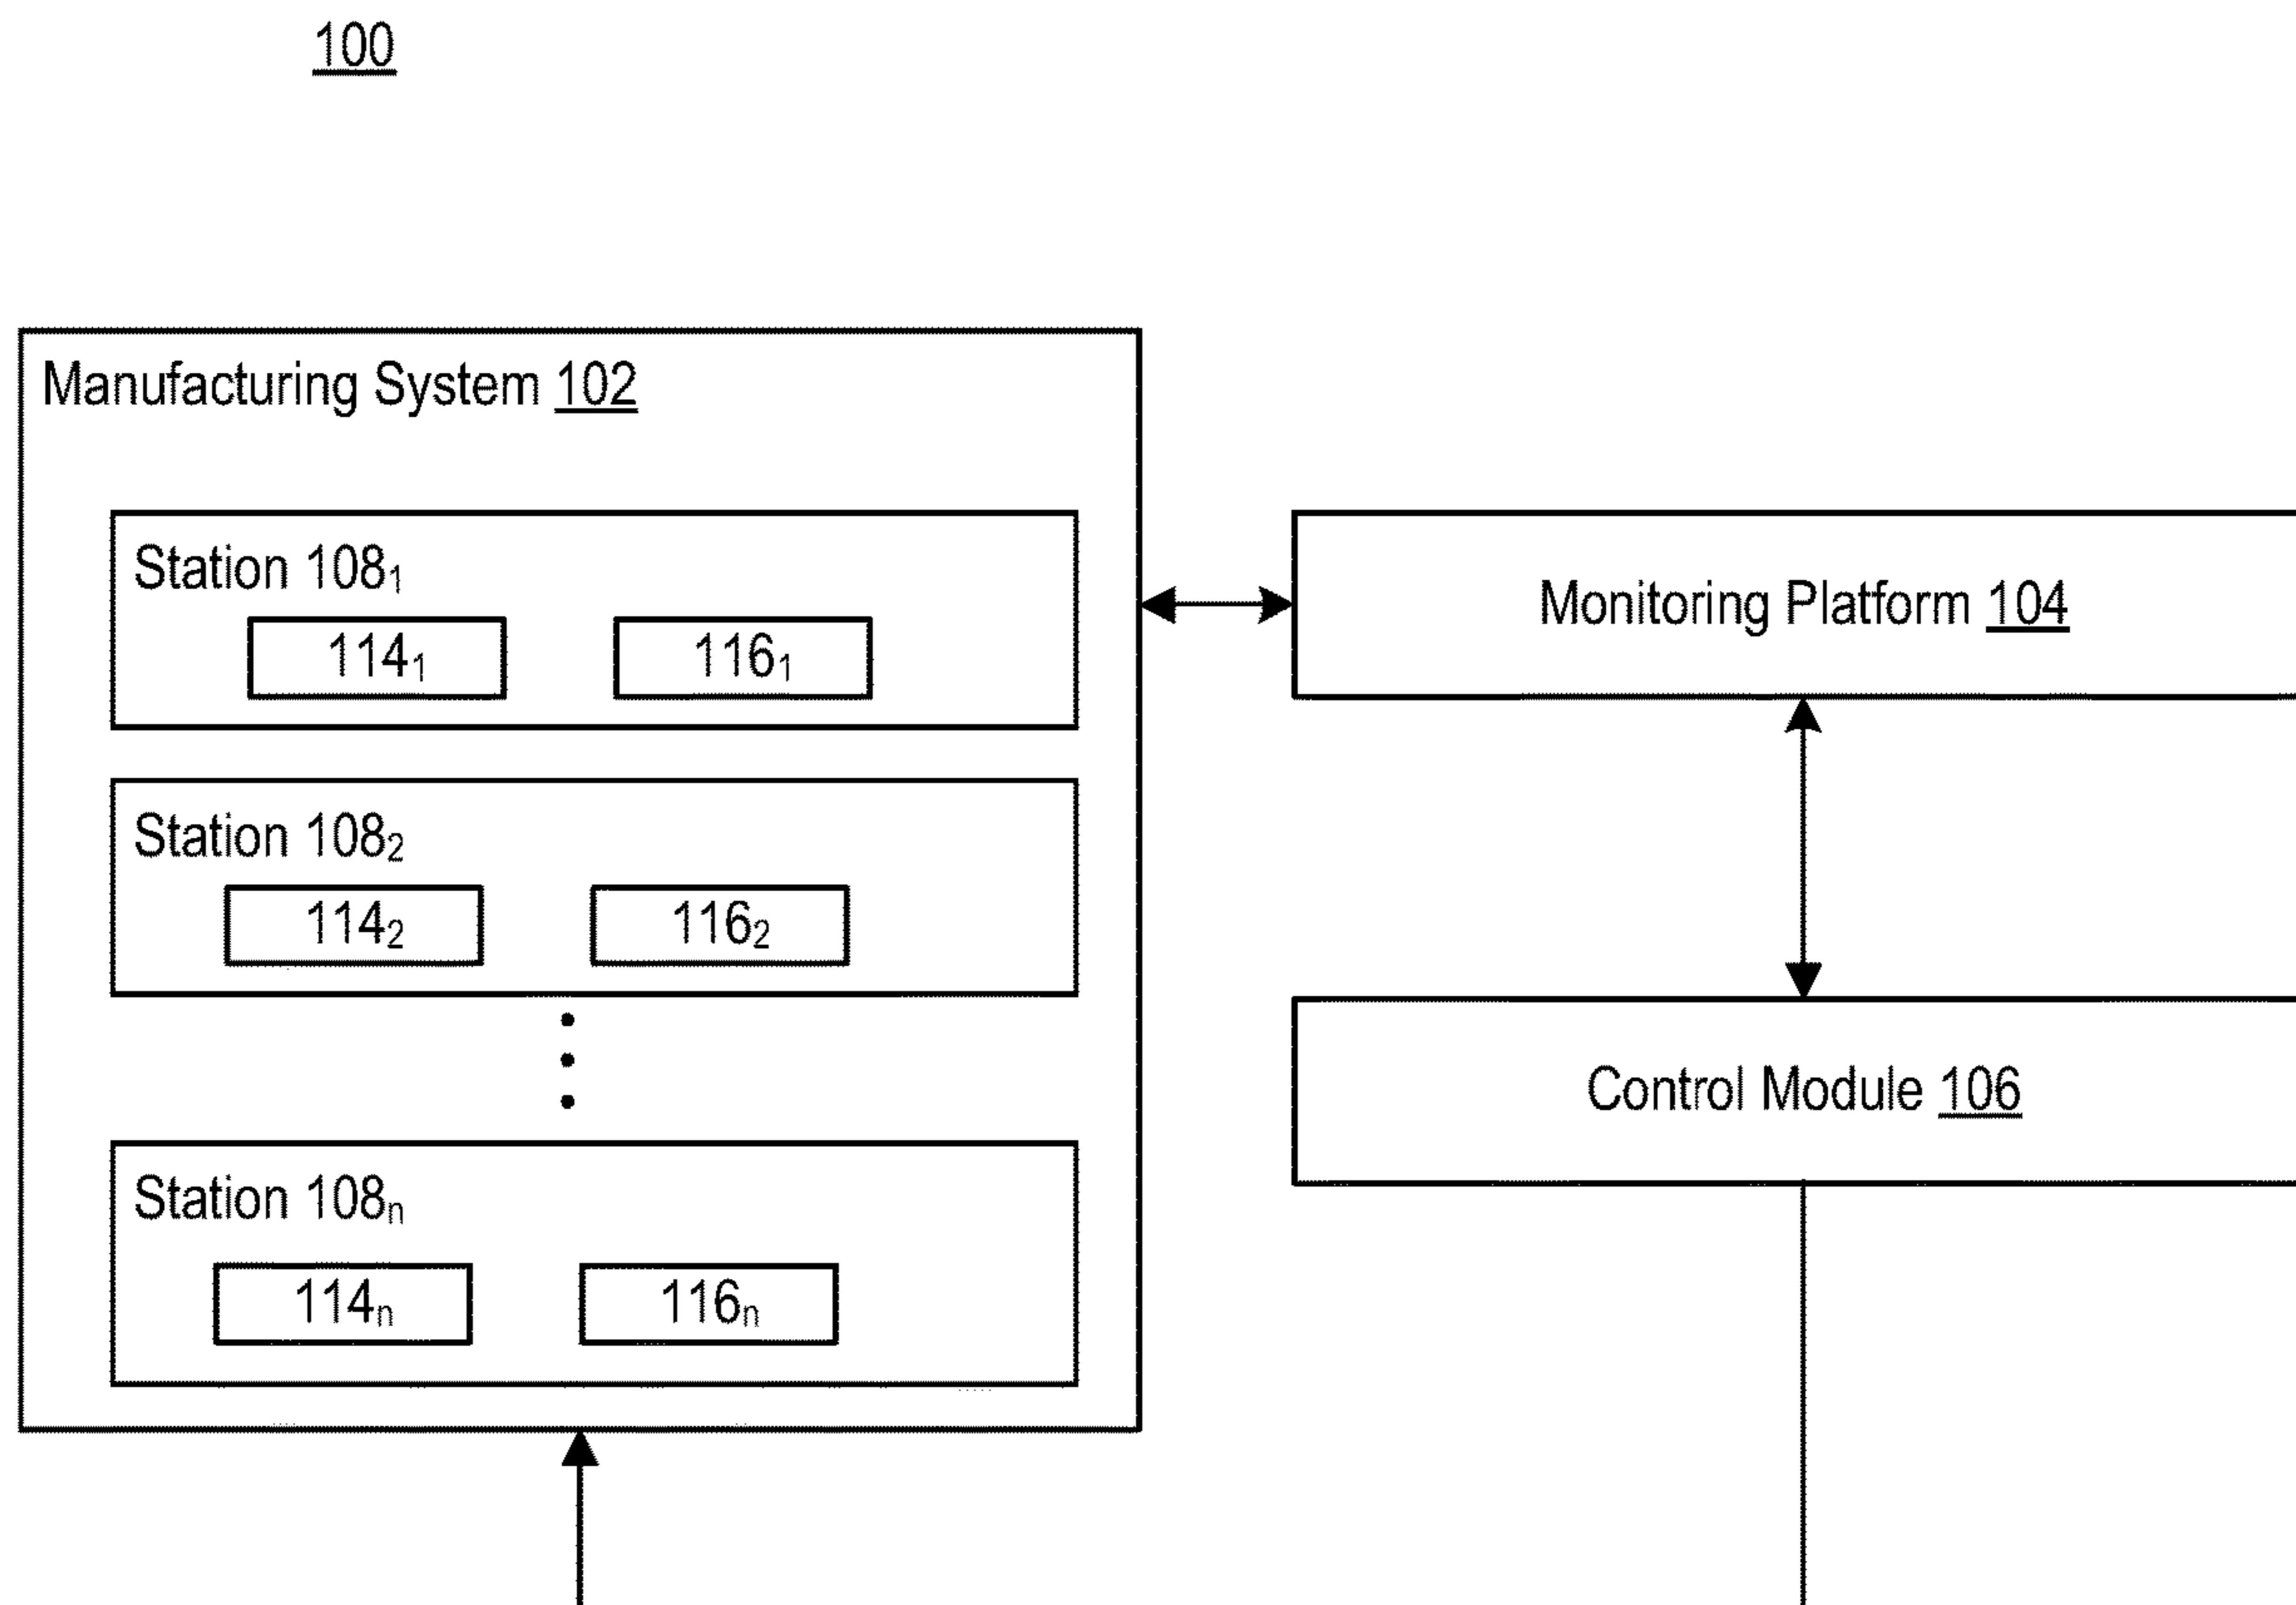 100
Manufacturing System 102
Station 108₁
114₁
116₁
Station 108₂
114₂
116₂
Station 108ₙ
114ₙ
116ₙ
Monitoring Platform 104
Control Module 106